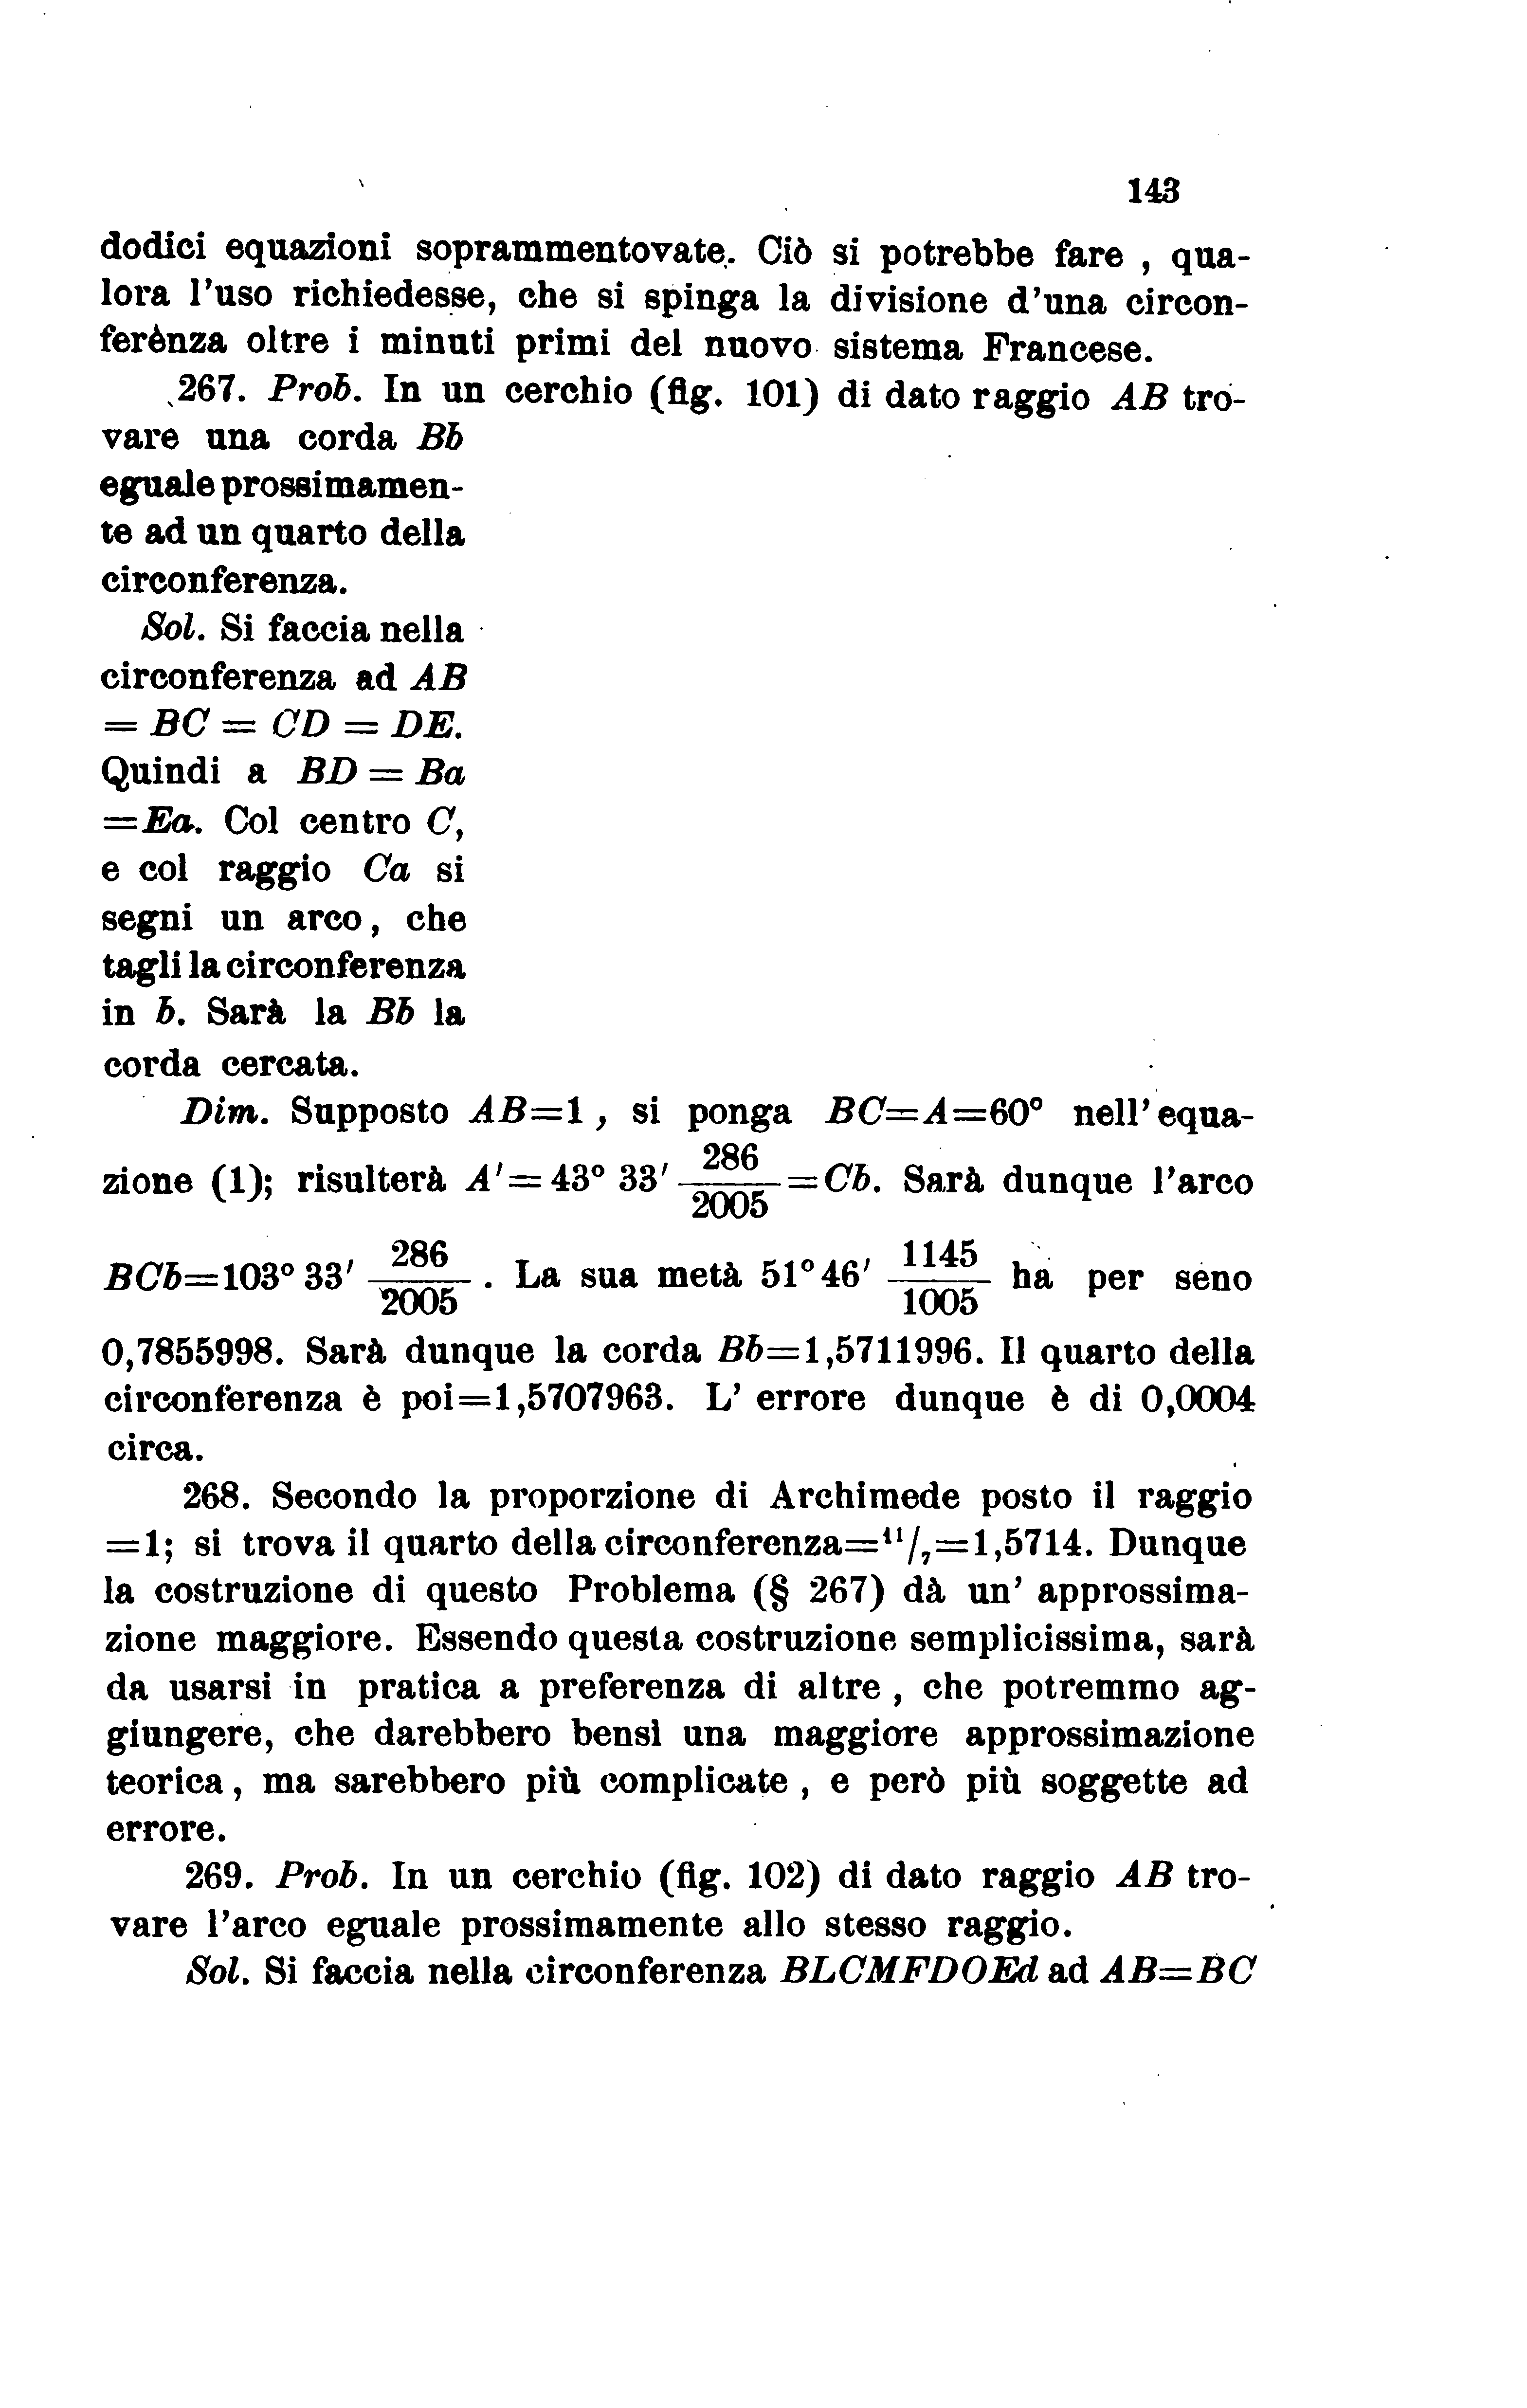 143
dodici equazioni soprammentovate. Ciò si potrebbe fare , qua-
lora l'uso richiedesse, che si spinga la divisione d'una circon-
ferènza oltre i minuti primi del nuovo sistema Francese.
267. Prob. In un cerchio (fig. 101) di dato raggio AB tro-
vare una corda Bb
eguale prossimamen-
te ad un quarto della
circonferenza.
Sol. Si faccia nella
circonferenza ad AB
= BC = CD = DE.
Quindi a BD = Ba
=Ea. Col centro C,
e col raggio Ca si
segni un arco, che
tagli la circonferenza
in b. Sarà la Bb la
corda cercata.
Dim. Supposto AB=1 , si ponga BC=A=60° nell' equa-
zione (1); risulterà A'= 43° 33' 286/2005 =Cb. Sarà dunque l'arco
BCb=103° 33' 286/2005 . La sua metà 51° 46' 1145/1005 ha per seno
0,7855998. Sarà dunque la corda Bb=1,5711996. Il quarto della
circonferenza è poi=1,5707963. L' errore dunque è di 0,0004
circa.
268. Secondo la proporzione di Archimede posto il raggio
=1; si trova il quarto della circonferenza=¹¹/₇=1,5714. Dunque
la costruzione di questo Problema (§ 267) dà un' approssima-
zione maggiore. Essendo questa costruzione semplicissima, sarà
da usarsi in pratica a preferenza di altre , che potremmo ag-
giungere, che darebbero bensì una maggiore approssimazione
teorica, ma sarebbero più complicate , e però più soggette ad
errore.
269. Prob. In un cerchio (fig. 102) di dato raggio AB tro-
vare l'arco eguale prossimamente allo stesso raggio.
Sol. Si faccia nella circonferenza BLCMFDOEd ad AB=BC